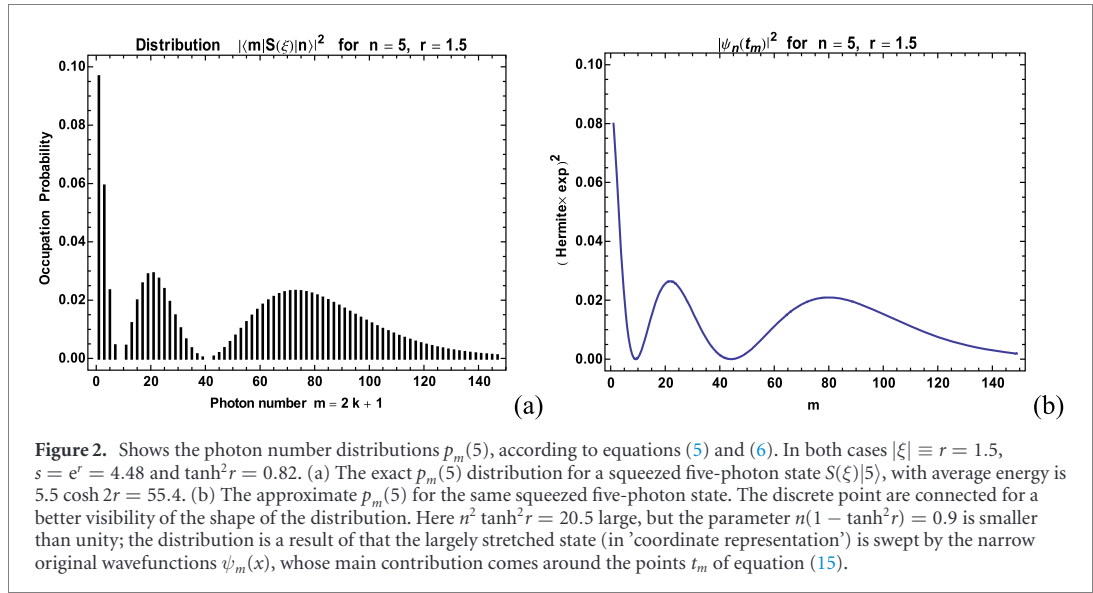 Distribution |⟨m|S(ξ)|n⟩|² for n = 5, r = 1.5
0.10
0.08
0.06
0.04
0.02
0.00
Occupation Probability
0 20 40 60 80 100 120 140
Photon number m = 2 k + 1
(a)
|ψₙ(tₘ)|² for n = 5, r = 1.5
0.10
0.08
0.06
0.04
0.02
0.00
( Hermite× exp)²
0 20 40 60 80 100 120 140
m
(b)
Figure 2. Shows the photon number distributions pₘ(5), according to equations (5) and (6). In both cases |ξ| ≡ r = 1.5,
s = eʳ = 4.48 and tanh²r = 0.82. (a) The exact pₘ(5) distribution for a squeezed five-photon state S(ξ)|5⟩, with average energy is
5.5 cosh 2r = 55.4. (b) The approximate pₘ(5) for the same squeezed five-photon state. The discrete point are connected for a
better visibility of the shape of the distribution. Here n² tanh²r = 20.5 large, but the parameter n(1 − tanh²r) = 0.9 is smaller
than unity; the distribution is a result of that the largely stretched state (in 'coordinate representation') is swept by the narrow
original wavefunctions ψₘ(x), whose main contribution comes around the points tₘ of equation (15).